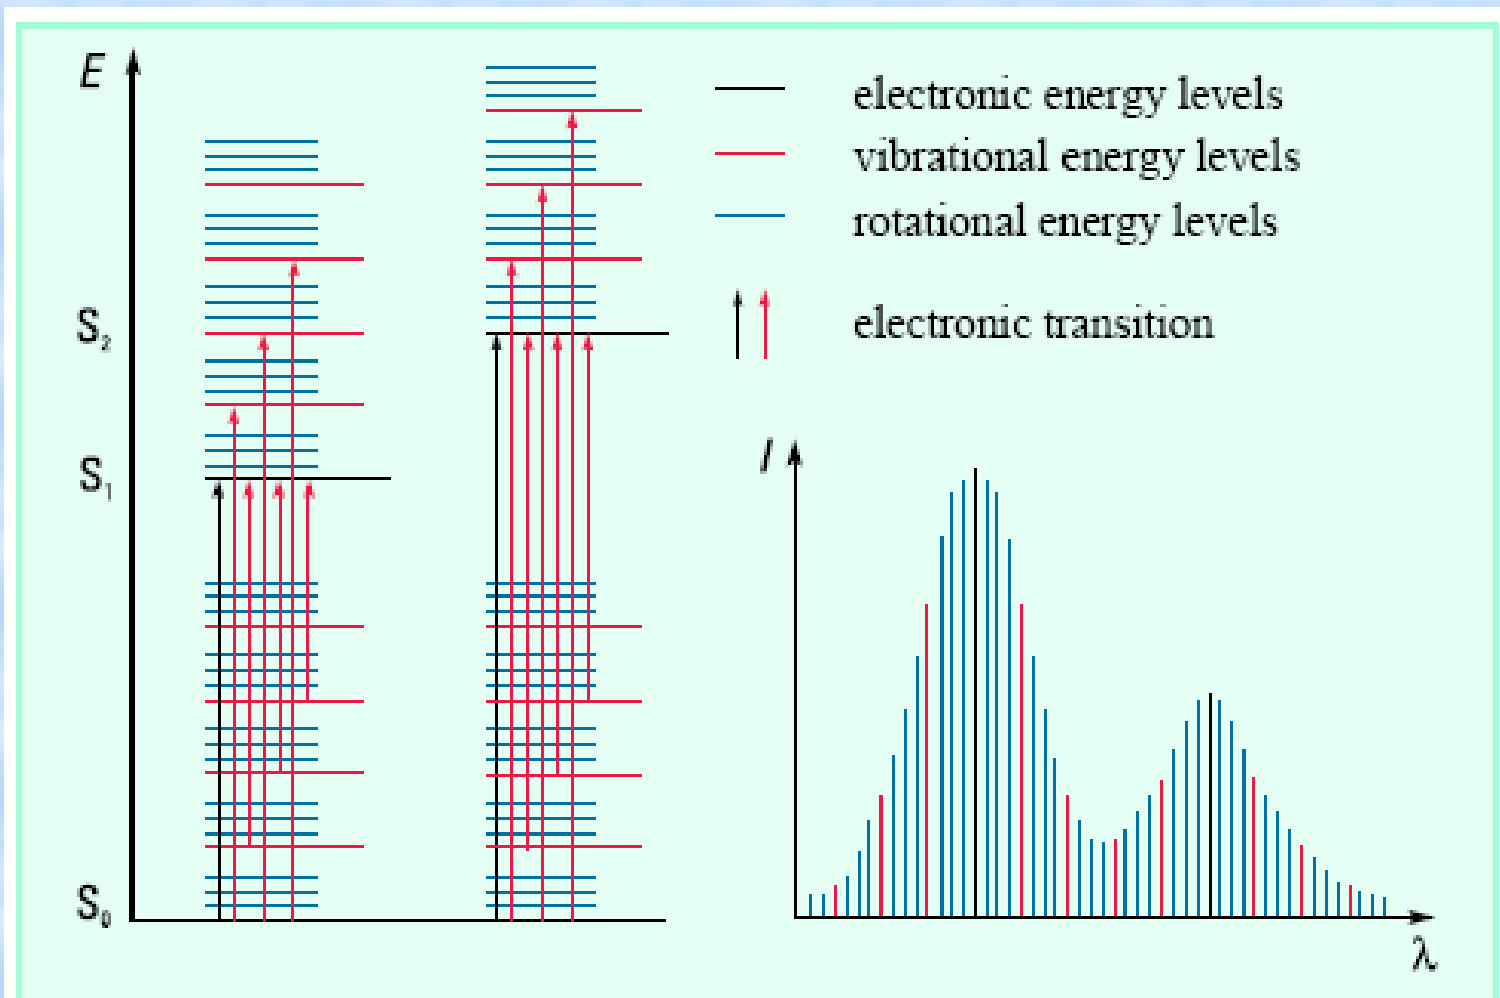 E
electronic energy levels
vibrational energy levels
rotational energy levels
S₂
electronic transition
I
S₁
S₀
λ